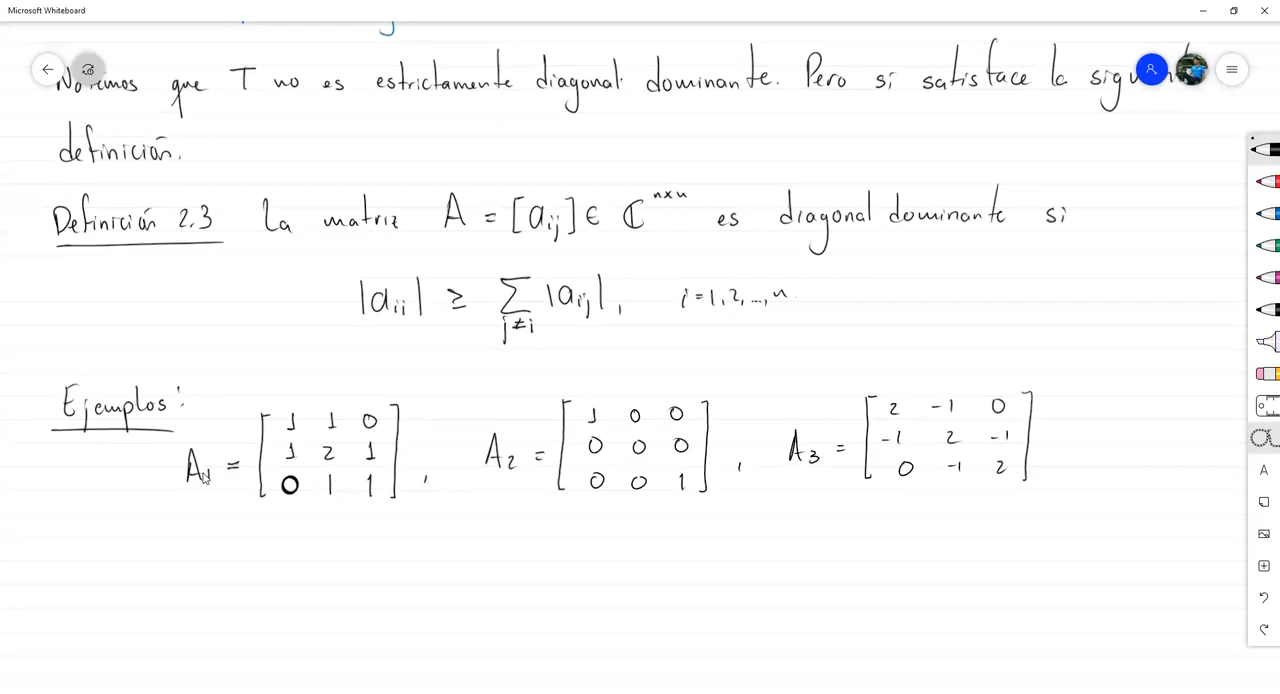 Microsoft Whiteboard
Notemos que T no es estrictamente diagonal dominante. Pero sí satisface la siguiente
definición.
Definición 2.3 La matriz A = [aij] ∈ ℂ^{n×n} es diagonal dominante si
|aii| ≥ ∑_{j≠i} |aij|, i=1,2,...,n.
Ejemplos:
A1 = [1 1 0; 1 2 1; 0 1 1], A2 = [1 0 0; 0 0 0; 0 0 1], A3 = [2 -1 0; -1 2 -1; 0 -1 2]